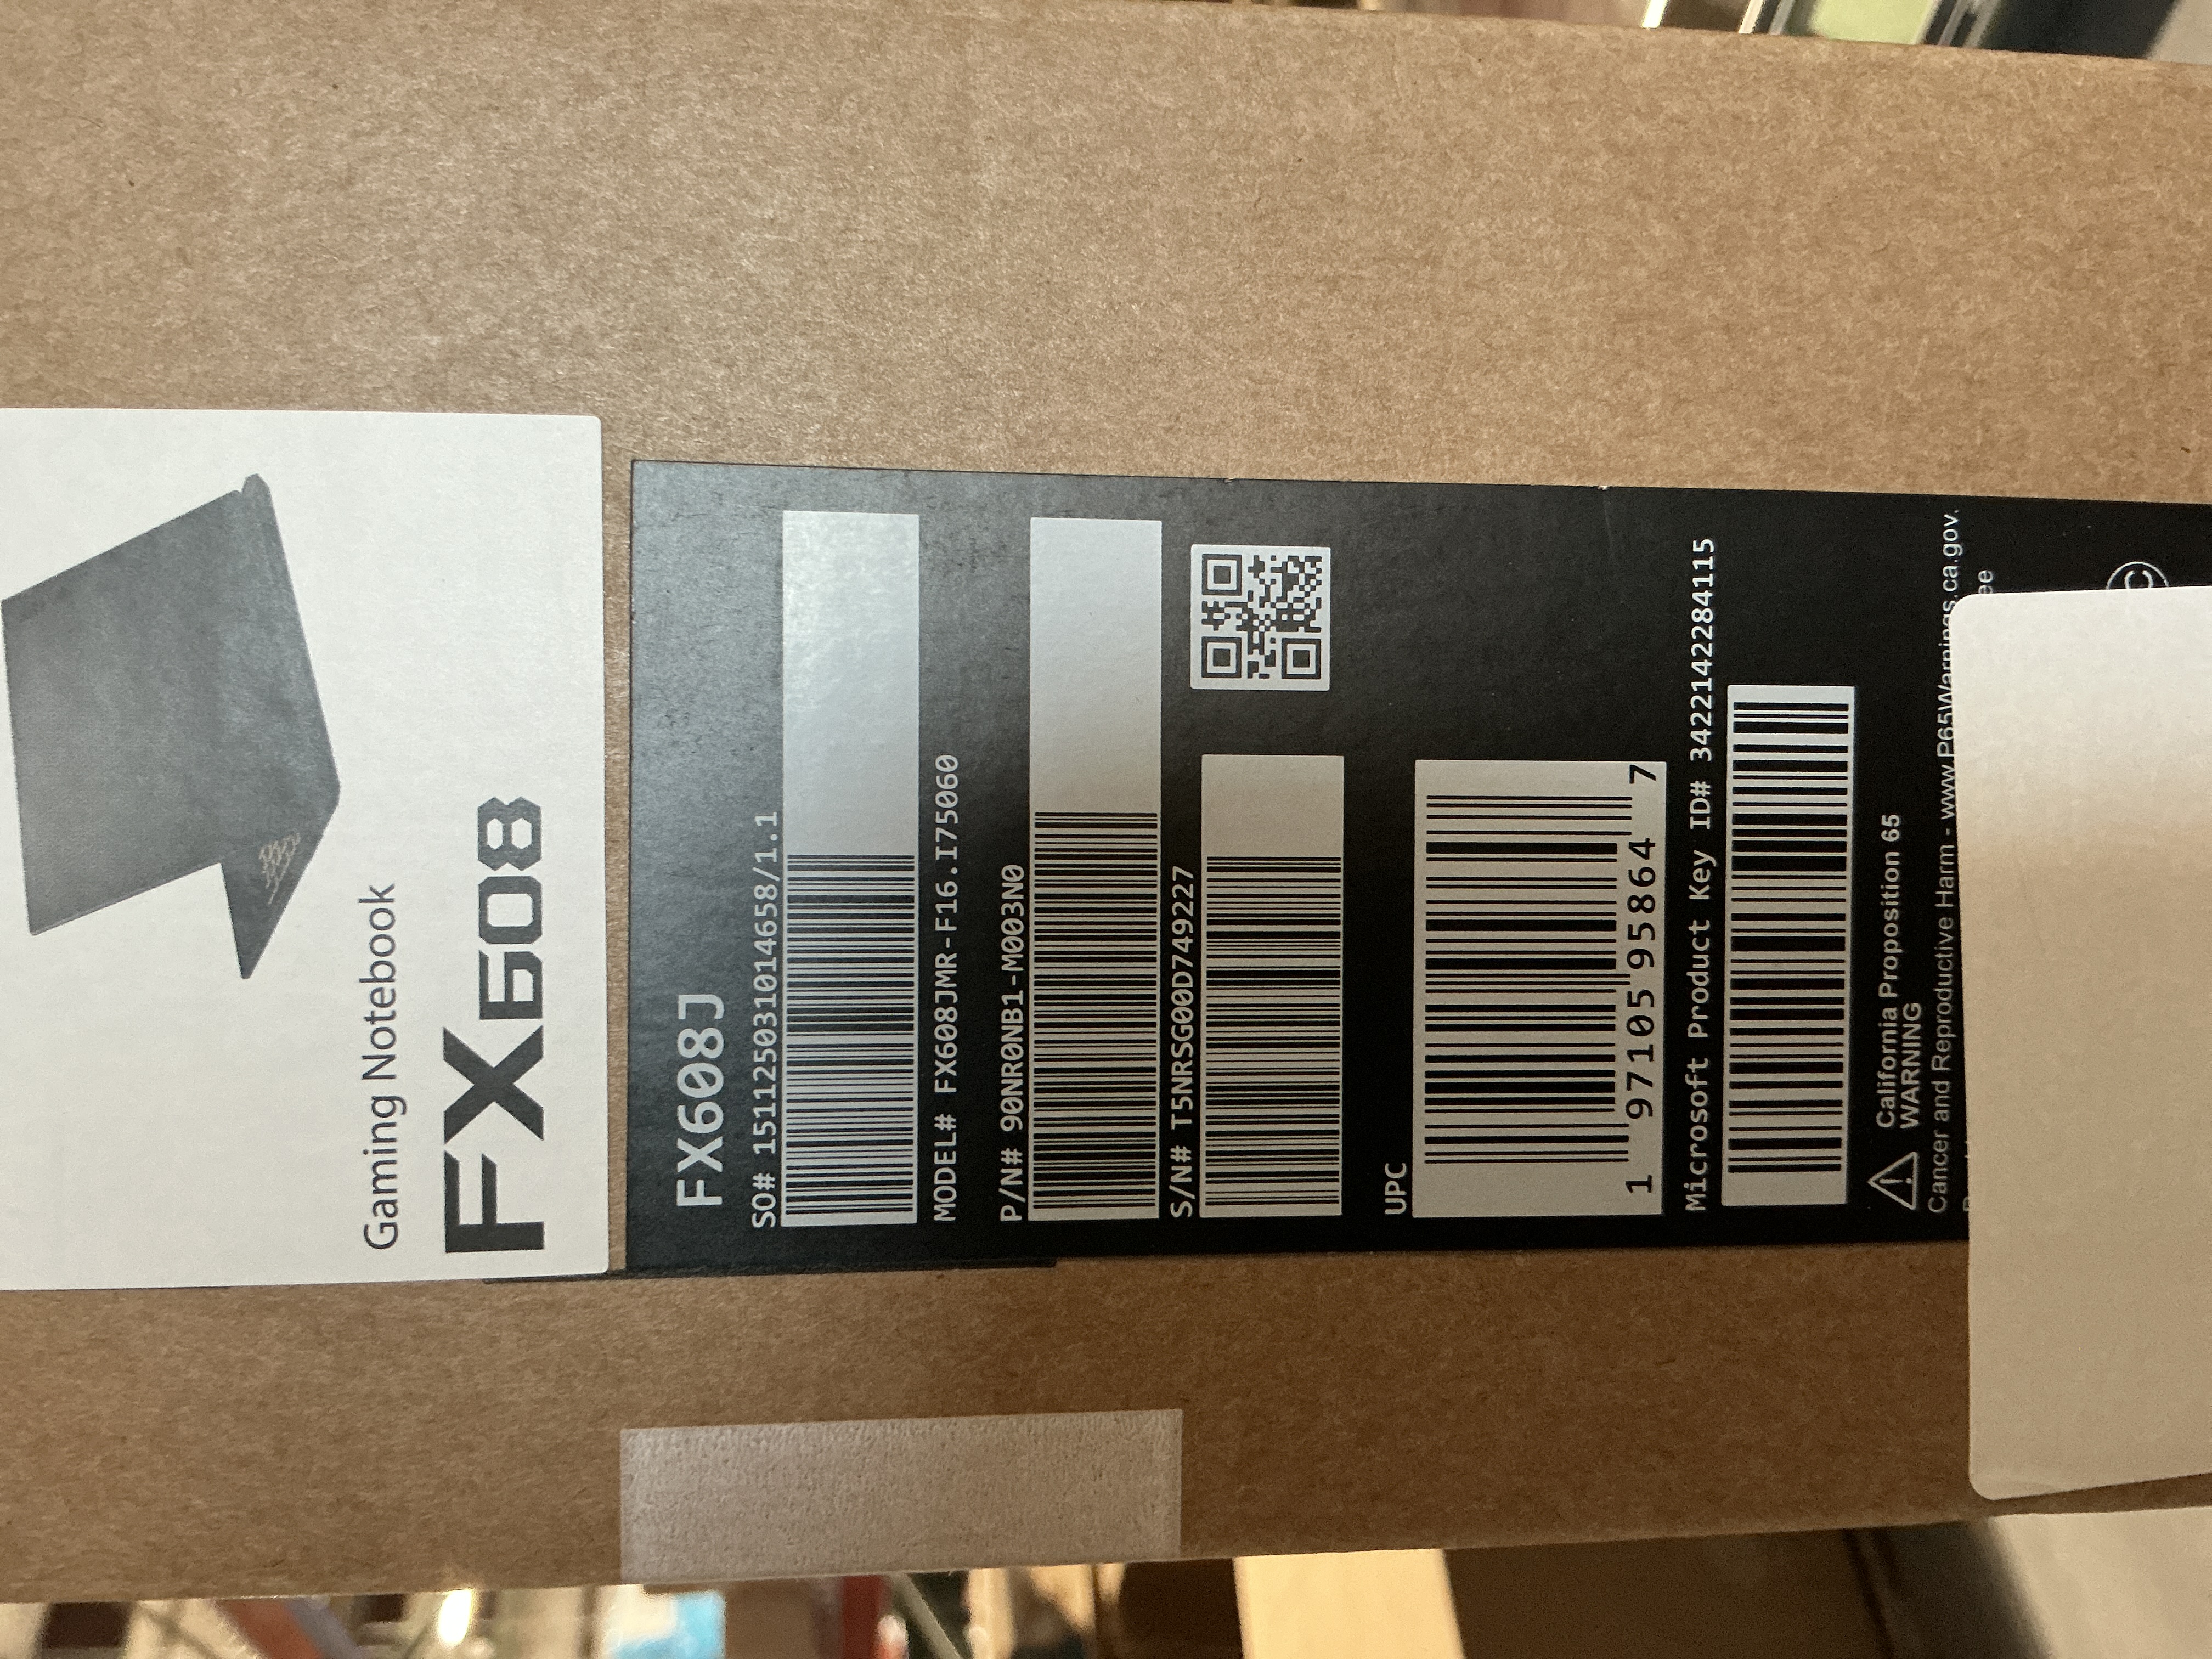 Gaming Notebook
FX608
FX608J
SO# 15112503101014658/1.1
MODEL# FX608JMR-F16.I75060
P/N# 90NR0NB1-M003N0
S/N# T5NRSG00D749227
UPC
1 97105 95864 7
Microsoft Product Key ID# 3422142284115
California Proposition 65
WARNING
Cancer and Reproductive Harm - www.P65Warnings.ca.gov.